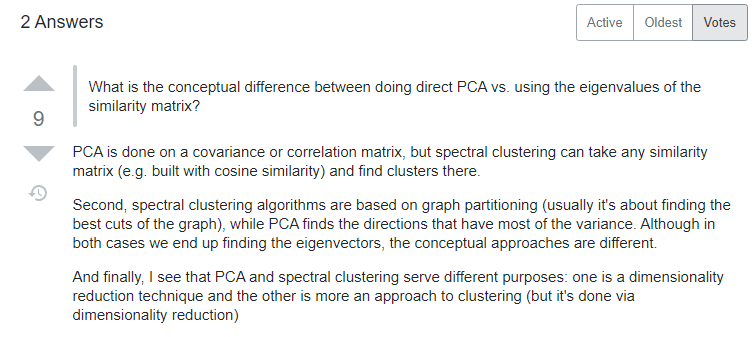 2 Answers
Active Oldest Votes
What is the conceptual difference between doing direct PCA vs. using the eigenvalues of the
similarity matrix?
9
PCA is done on a covariance or correlation matrix, but spectral clustering can take any similarity
matrix (e.g. built with cosine similarity) and find clusters there.
Second, spectral clustering algorithms are based on graph partitioning (usually it's about finding the
best cuts of the graph), while PCA finds the directions that have most of the variance. Although in
both cases we end up finding the eigenvectors, the conceptual approaches are different.
And finally, I see that PCA and spectral clustering serve different purposes: one is a dimensionality
reduction technique and the other is more an approach to clustering (but it's done via
dimensionality reduction)